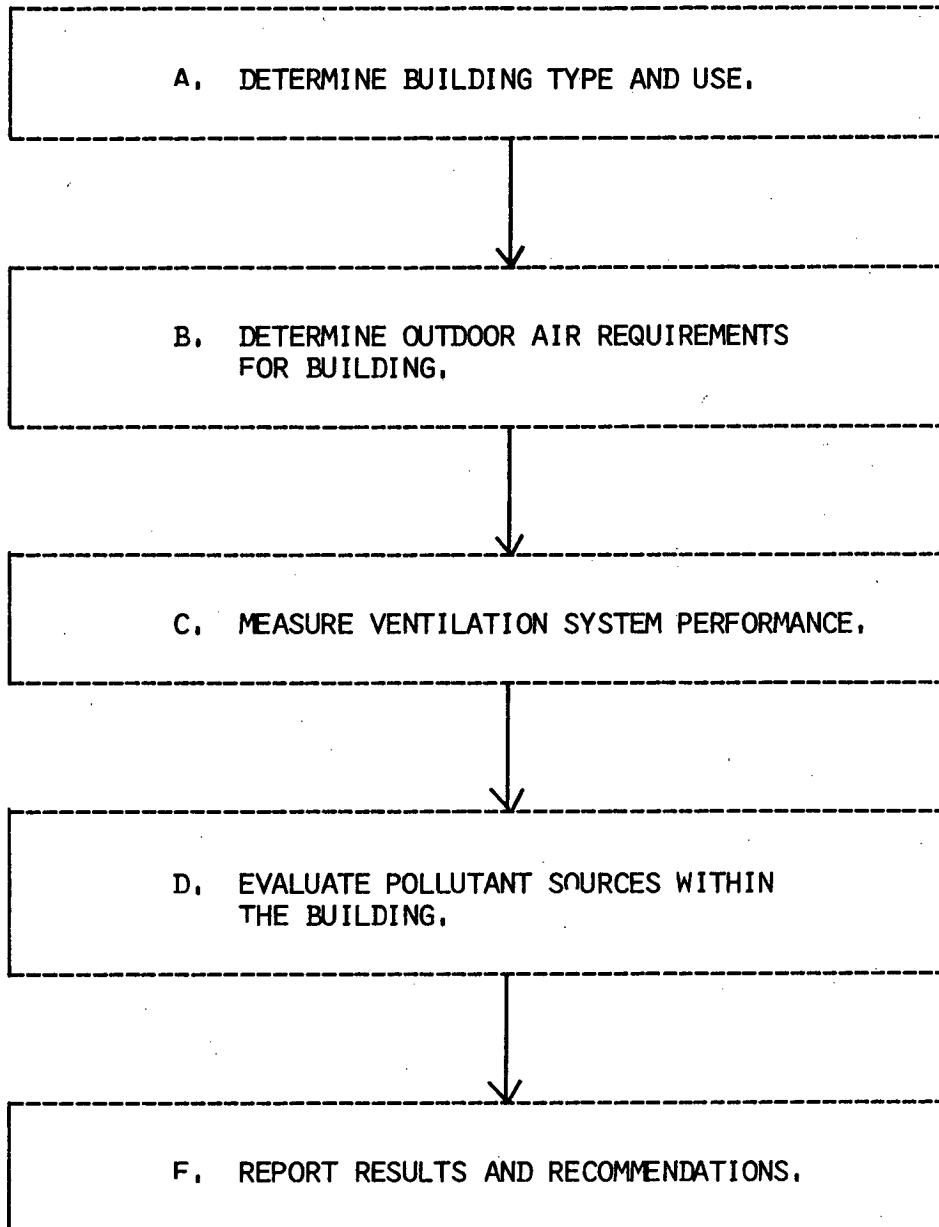 A. DETERMINE BUILDING TYPE AND USE.
B. DETERMINE OUTDOOR AIR REQUIREMENTS
FOR BUILDING.
C. MEASURE VENTILATION SYSTEM PERFORMANCE.
D. EVALUATE POLLUTANT SOURCES WITHIN
THE BUILDING.
F. REPORT RESULTS AND RECOMMENDATIONS.